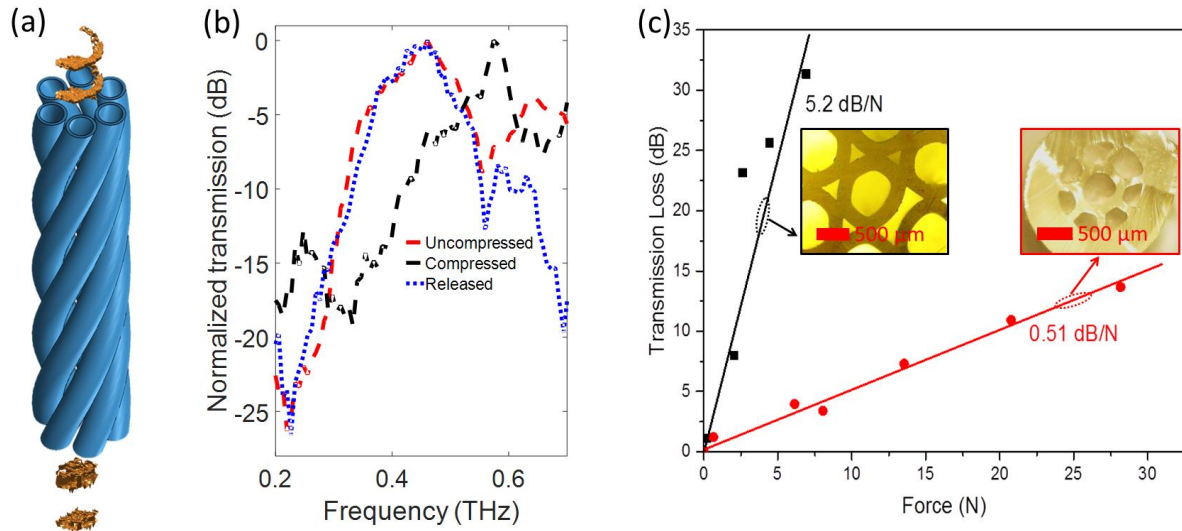 (a)
(b)
(c)
Normalized transmission (dB)
0
-5
-10
-15
-20
-25
Uncompressed
Compressed
Released
0.2
0.4
0.6
Frequency (THz)
Transmission Loss (dB)
35
30
25
20
15
10
5
0
5.2 dB/N
500 µm
500 µm
0.51 dB/N
0
5
10
15
20
25
30
Force (N)